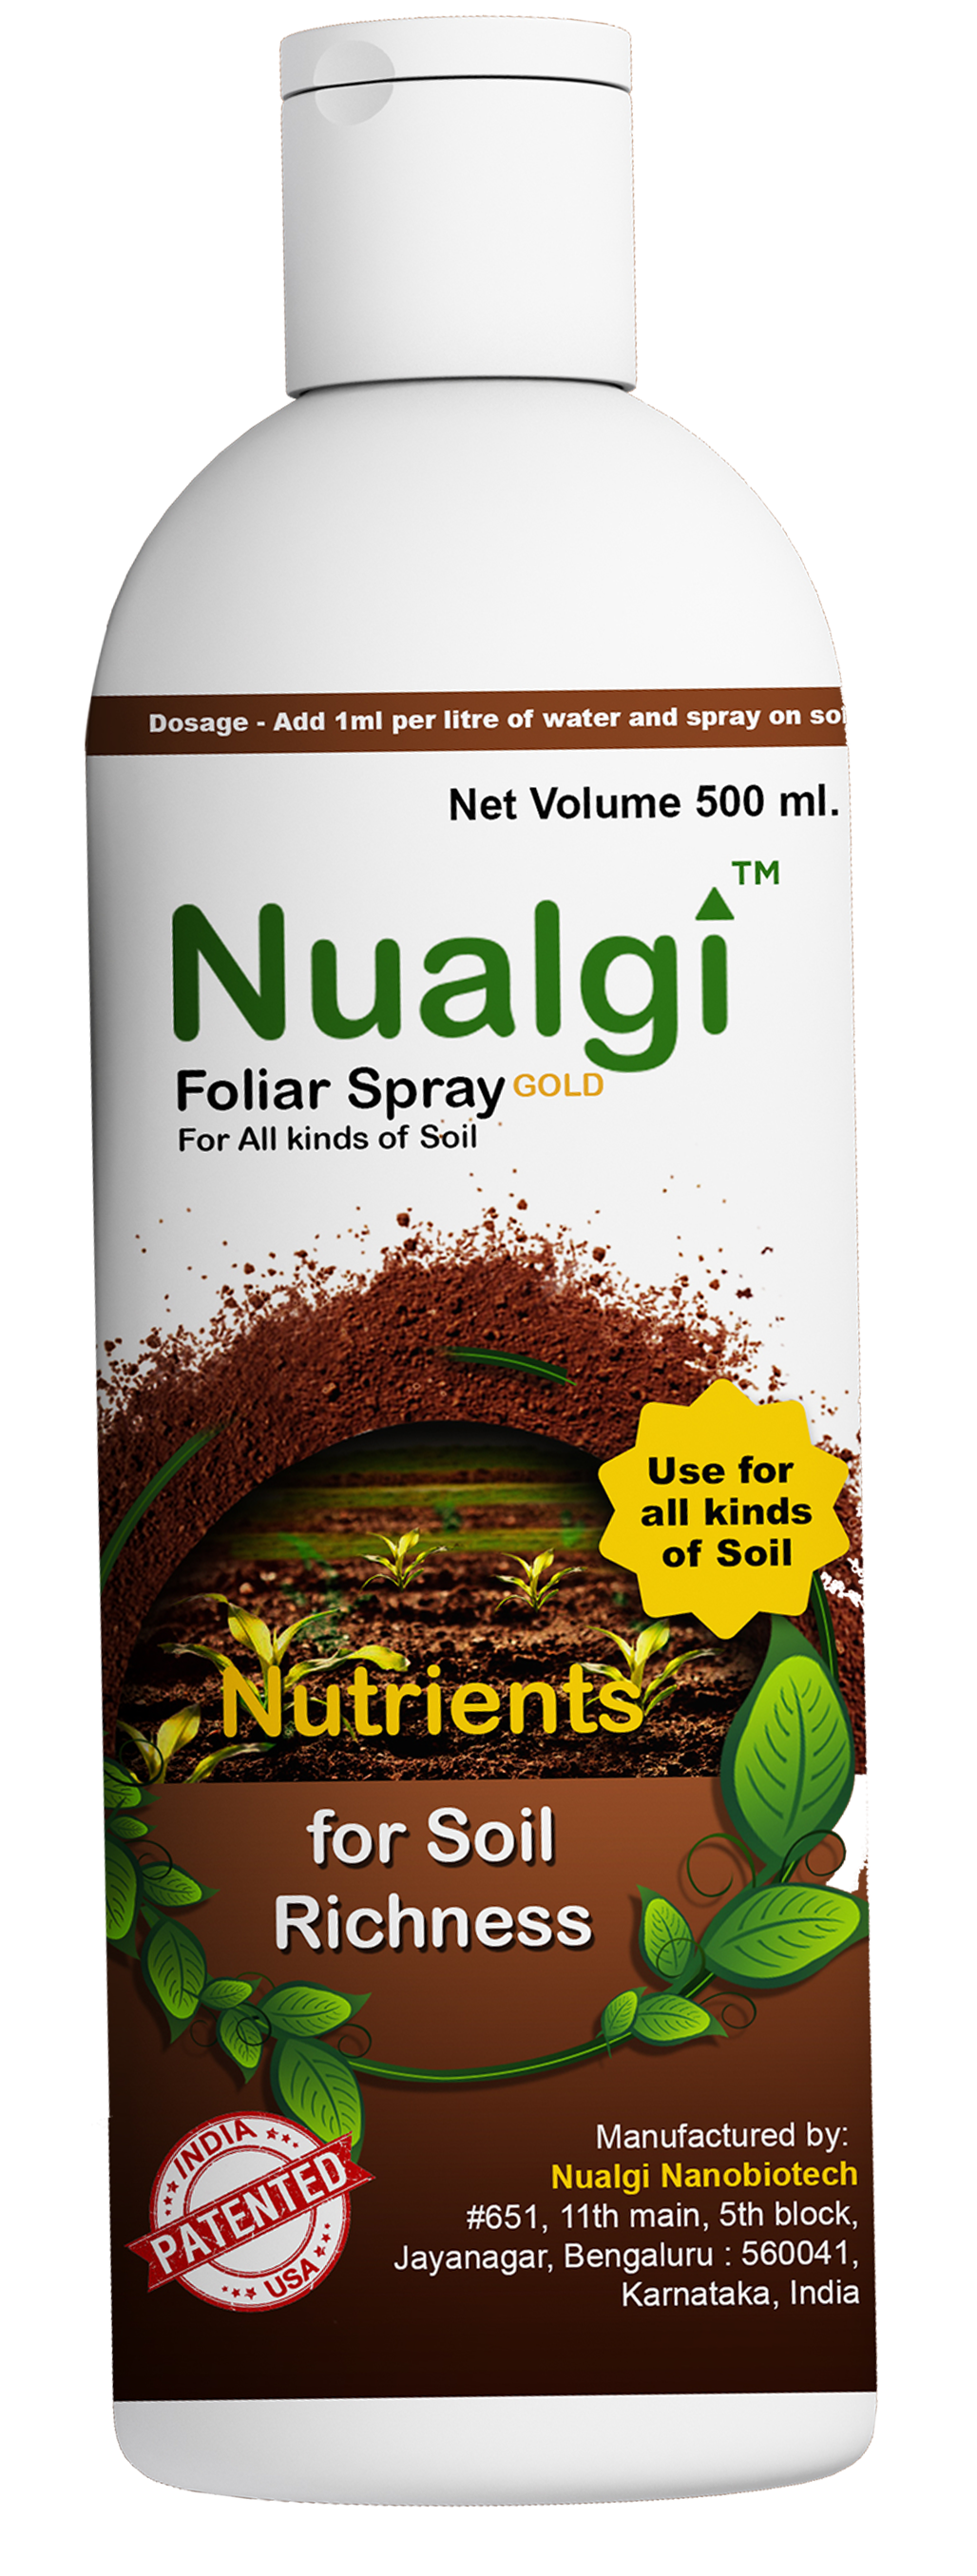 Dosage - Add 1ml per litre of water and spray on
Net Volume 500 ml.
Nualgi TM
Foliar Spray GOLD
For All kinds of Soil
Use for
all kinds
of Soil
Nutrients
for Soil
Richness
INDIA
PATENTED
USA
Manufactured by:
Nualgi Nanobiotech
#651, 11th main, 5th block,
Jayanagar, Bengaluru : 560041,
Karnataka, India